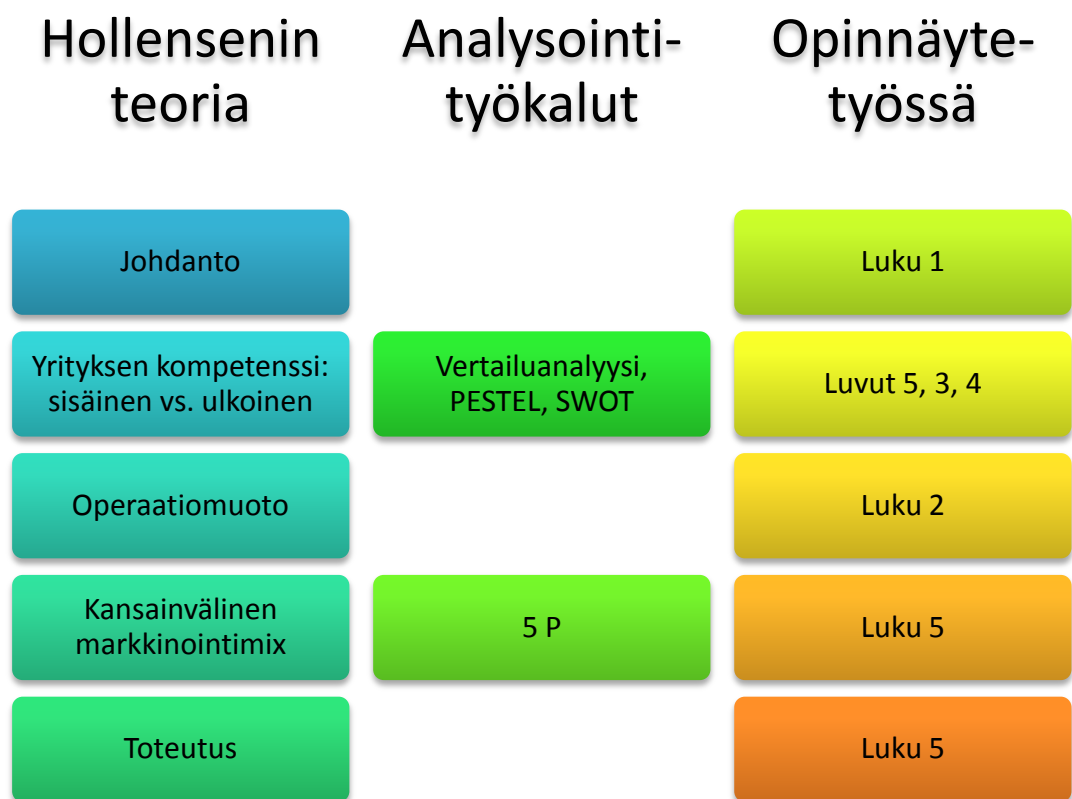 Hollensenin
teoria
Analysointi-
työkalut
Opinnäyte-
työssä
Johdanto
Luku 1
Yrityksen kompetenssi:
sisäinen vs. ulkoinen
Vertailuanalyysi,
PESTEL, SWOT
Luvut 5, 3, 4
Operaatiomuoto
Luku 2
Kansainvälinen
markkinointimix
5 P
Luku 5
Toteutus
Luku 5